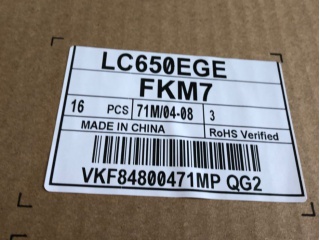 LC650EGE
FKM7
16 PCS 71M/04-08 3
MADE IN CHINA RoHS Verified
VKF84800471MP QG2